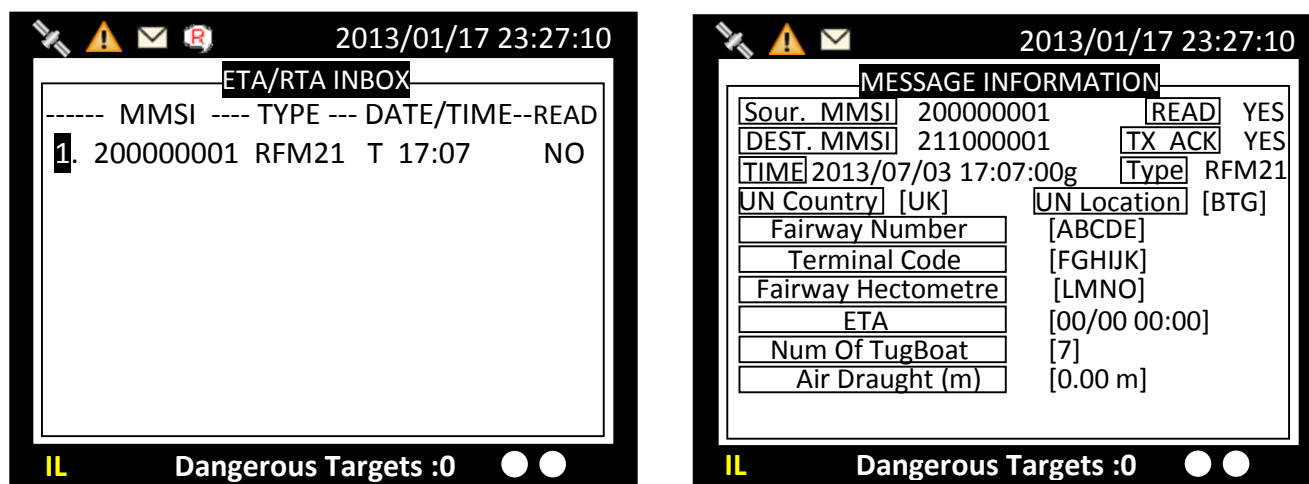 R 2013/01/17 23:27:10
ETA/RTA INBOX
------ MMSI ---- TYPE --- DATE/TIME--READ
1. 200000001 RFM21 T 17:07 NO
IL Dangerous Targets :0
2013/01/17 23:27:10
MESSAGE INFORMATION
Sour. MMSI 200000001 READ YES
DEST. MMSI 211000001 TX ACK YES
TIME 2013/07/03 17:07:00g Type RFM21
UN Country [UK] UN Location [BTG]
Fairway Number [ABCDE]
Terminal Code [FGHIJK]
Fairway Hectometre [LMNO]
ETA [00/00 00:00]
Num Of TugBoat [7]
Air Draught (m) [0.00 m]
IL Dangerous Targets :0